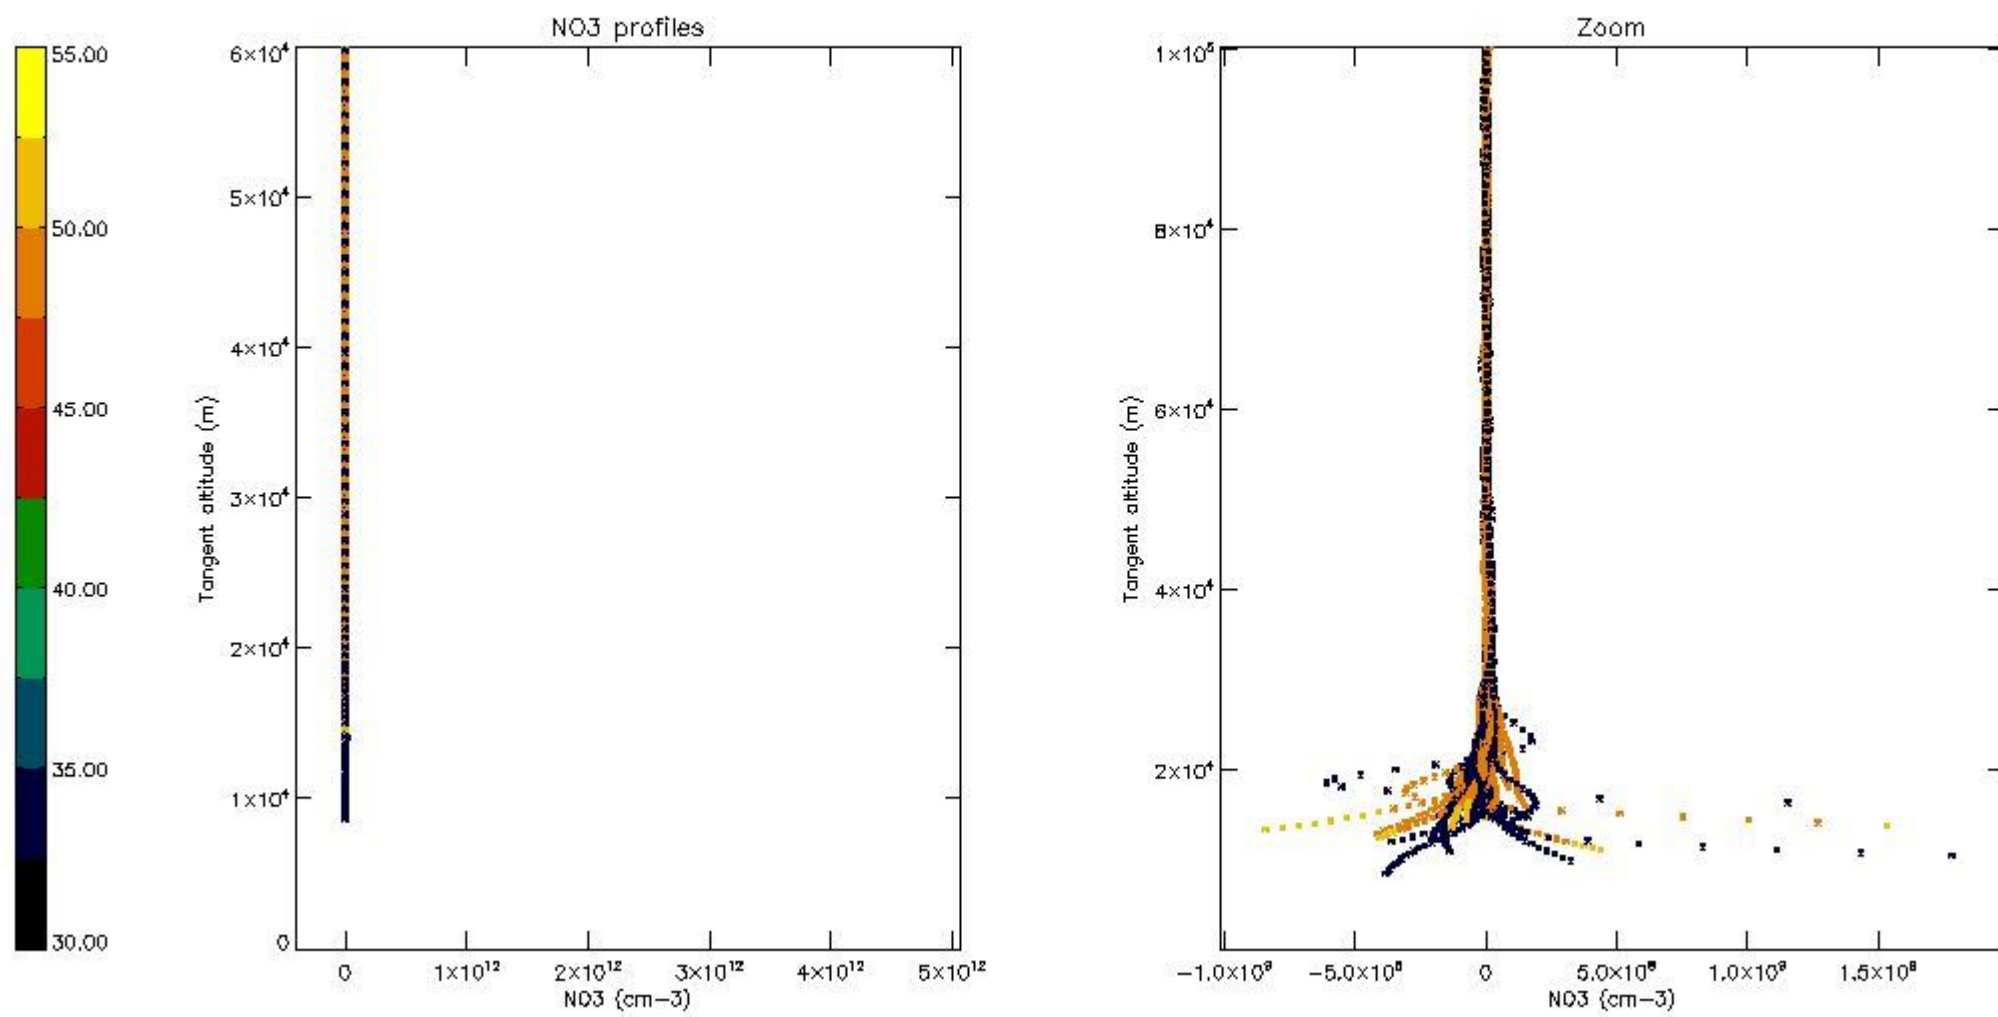 NO3 profiles
55.00
50.00
45.00
40.00
35.00
30.00
6×10⁴
5×10⁴
4×10⁴
3×10⁴
2×10⁴
1×10⁴
0
Tangent altitude (m)
0 1×10¹² 2×10¹² 3×10¹² 4×10¹² 5×10¹²
NO3 (cm−3)
Zoom
1×10⁵
8×10⁴
6×10⁴
4×10⁴
2×10⁴
Tangent altitude (m)
−1.0×10⁹ −5.0×10⁸ 0 5.0×10⁸ 1.0×10⁹ 1.5×10⁹
NO3 (cm−3)